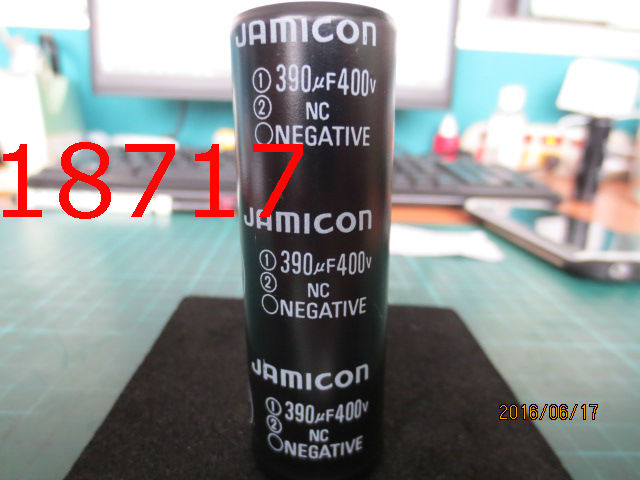 JAMICON
① 390μF400v
② NC
○NEGATIVE
18717
JAMICON
① 390μF400v
② NC
○NEGATIVE
JAMICON
① 390μF400v
② NC
○NEGATIVE
2016/06/17